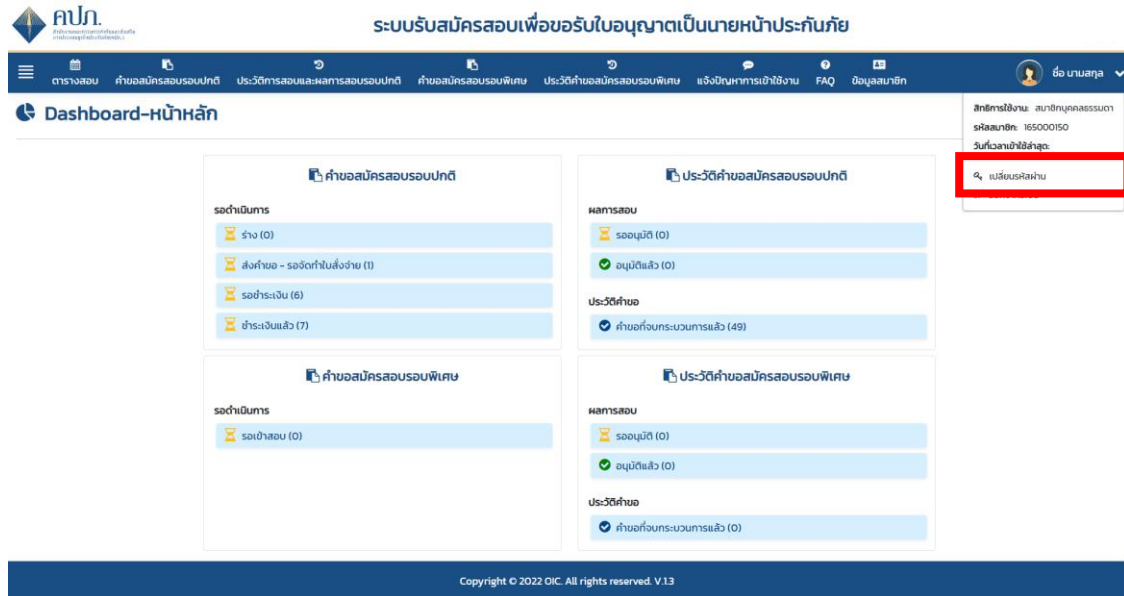 คปภ.
ระบบรับสมัครสอบเพื่อขอรับใบอนุญาตเป็นนายหน้าประกันภัย
ตารางสอบ คำขอสมัครสอบรอบปกติ ประวัติการสอบและผลการสอบรอบปกติ คำขอสมัครสอบรอบพิเศษ ประวัติคำขอสมัครสอบรอบพิเศษ แจ้งปัญหาการเข้าใช้งาน FAQ ข้อมูลสมาชิก ชื่อ นามสกุล
Dashboard-หน้าหลัก
สิทธิการใช้งาน: สมาชิกบุคคลธรรมดา
รหัสสมาชิก: 165000150
วันที่เวลาเข้าใช้ล่าสุด:
เปลี่ยนรหัสผ่าน
คำขอสมัครสอบรอบปกติ
รอดำเนินการ
ร่าง (0)
ส่งคำขอ - รอจัดทำใบสั่งจ่าย (1)
รอชำระเงิน (6)
ชำระเงินแล้ว (7)
ประวัติคำขอสมัครสอบรอบปกติ
ผลการสอบ
รออนุมัติ (0)
อนุมัติแล้ว (0)
ประวัติคำขอ
คำขอที่จบกระบวนการแล้ว (49)
คำขอสมัครสอบรอบพิเศษ
รอดำเนินการ
รอเข้าสอบ (0)
ประวัติคำขอสมัครสอบรอบพิเศษ
ผลการสอบ
รออนุมัติ (0)
อนุมัติแล้ว (0)
ประวัติคำขอ
คำขอที่จบกระบวนการแล้ว (0)
Copyright © 2022 OIC. All rights reserved. V.1.3